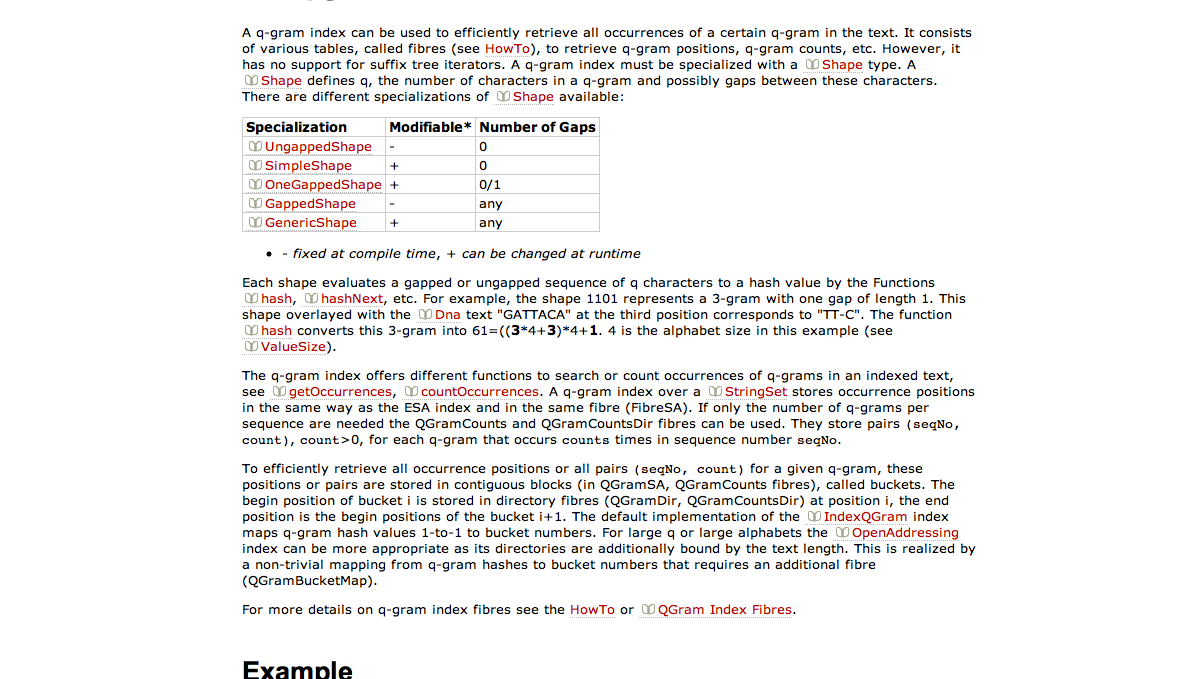 A q-gram index can be used to efficiently retrieve all occurrences of a certain q-gram in the text. It consists
of various tables, called fibres (see HowTo), to retrieve q-gram positions, q-gram counts, etc. However, it
has no support for suffix tree iterators. A q-gram index must be specialized with a Shape type. A
Shape defines q, the number of characters in a q-gram and possibly gaps between these characters.
There are different specializations of Shape available:
Specialization Modifiable* Number of Gaps
UngappedShape - 0
SimpleShape + 0
OneGappedShape + 0/1
GappedShape - any
GenericShape + any
• - fixed at compile time, + can be changed at runtime
Each shape evaluates a gapped or ungapped sequence of q characters to a hash value by the Functions
hash, hashNext, etc. For example, the shape 1101 represents a 3-gram with one gap of length 1. This
shape overlayed with the Dna text "GATTACA" at the third position corresponds to "TT-C". The function
hash converts this 3-gram into 61=((3*4+3)*4+1. 4 is the alphabet size in this example (see
ValueSize).
The q-gram index offers different functions to search or count occurrences of q-grams in an indexed text,
see getOccurrences, countOccurrences. A q-gram index over a StringSet stores occurrence positions
in the same way as the ESA index and in the same fibre (FibreSA). If only the number of q-grams per
sequence are needed the QGramCounts and QGramCountsDir fibres can be used. They store pairs (seqNo,
count), count>0, for each q-gram that occurs counts times in sequence number seqNo.
To efficiently retrieve all occurrence positions or all pairs (seqNo, count) for a given q-gram, these
positions or pairs are stored in contiguous blocks (in QGramSA, QGramCounts fibres), called buckets. The
begin position of bucket i is stored in directory fibres (QGramDir, QGramCountsDir) at position i, the end
position is the begin positions of the bucket i+1. The default implementation of the IndexQGram index
maps q-gram hash values 1-to-1 to bucket numbers. For large q or large alphabets the OpenAddressing
index can be more appropriate as its directories are additionally bound by the text length. This is realized by
a non-trivial mapping from q-gram hashes to bucket numbers that requires an additional fibre
(QGramBucketMap).
For more details on q-gram index fibres see the HowTo or QGram Index Fibres.
Example